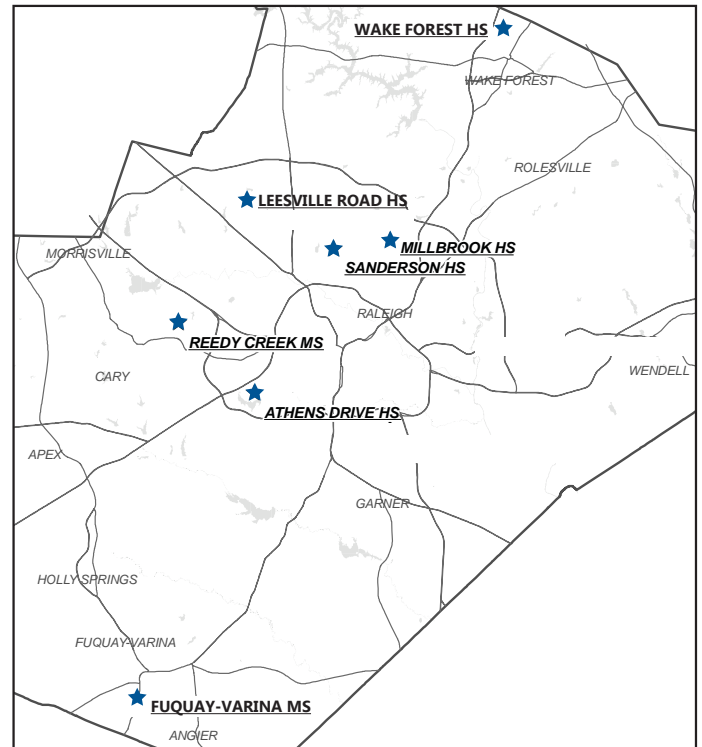 WAKE FOREST HS
WAKE FOREST
ROLESVILLE
LEESVILLE ROAD HS
MILLBROOK HS
MORRISVILLE
SANDERSON HS
RALEIGH
REEDY CREEK MS
WENDELL
CARY
ATHENS DRIVE HS
APEX
GARNER
HOLLY SPRINGS
FUQUAY-VARINA
FUQUAY-VARINA MS
ANGIER